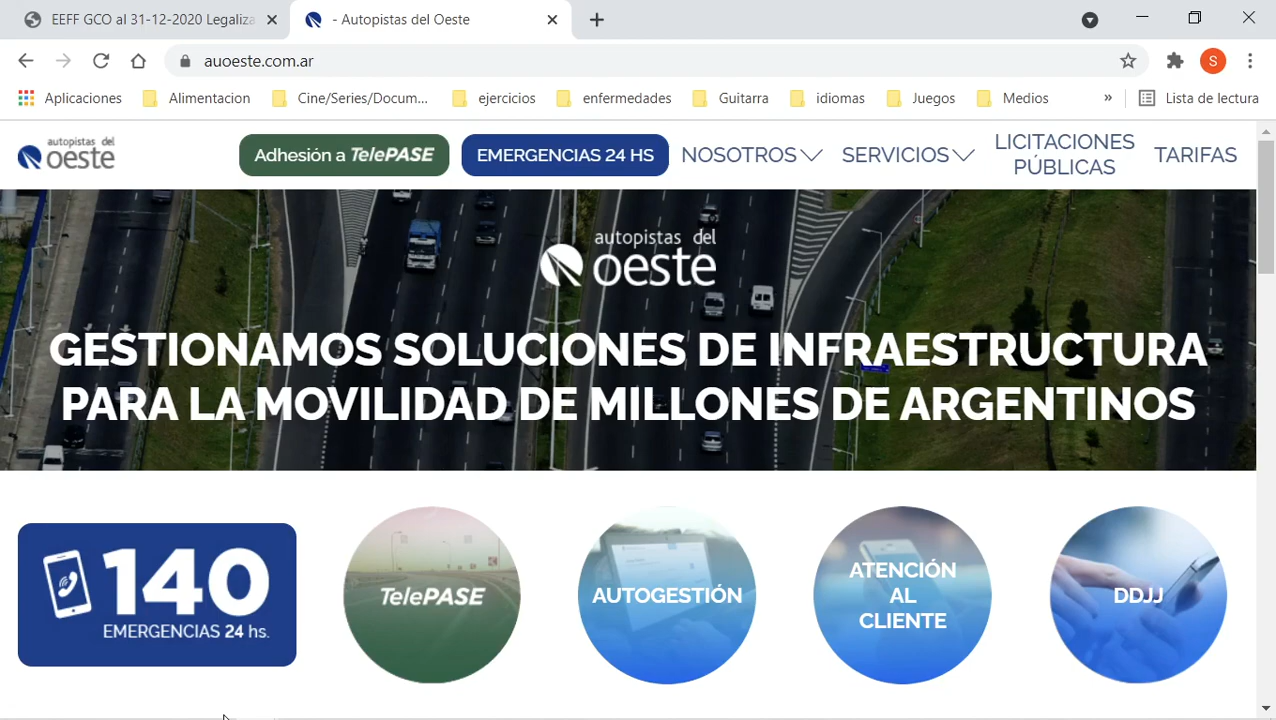 EEFF GCO al 31-12-2020 Legaliza
- Autopistas del Oeste
auoeste.com.ar
S
Aplicaciones
Alimentacion
Cine/Series/Docum...
ejercicios
enfermedades
Guitarra
idiomas
Juegos
Medios
»
Lista de lectura
autopistas del
oeste
Adhesión a TelePASE
EMERGENCIAS 24 HS
NOSOTROS
SERVICIOS
LICITACIONES
PÚBLICAS
TARIFAS
autopistas del
oeste
GESTIONAMOS SOLUCIONES DE INFRAESTRUCTURA
PARA LA MOVILIDAD DE MILLONES DE ARGENTINOS
140
EMERGENCIAS 24 hs.
TelePASE
AUTOGESTIÓN
ATENCIÓN
AL
CLIENTE
DDJJ